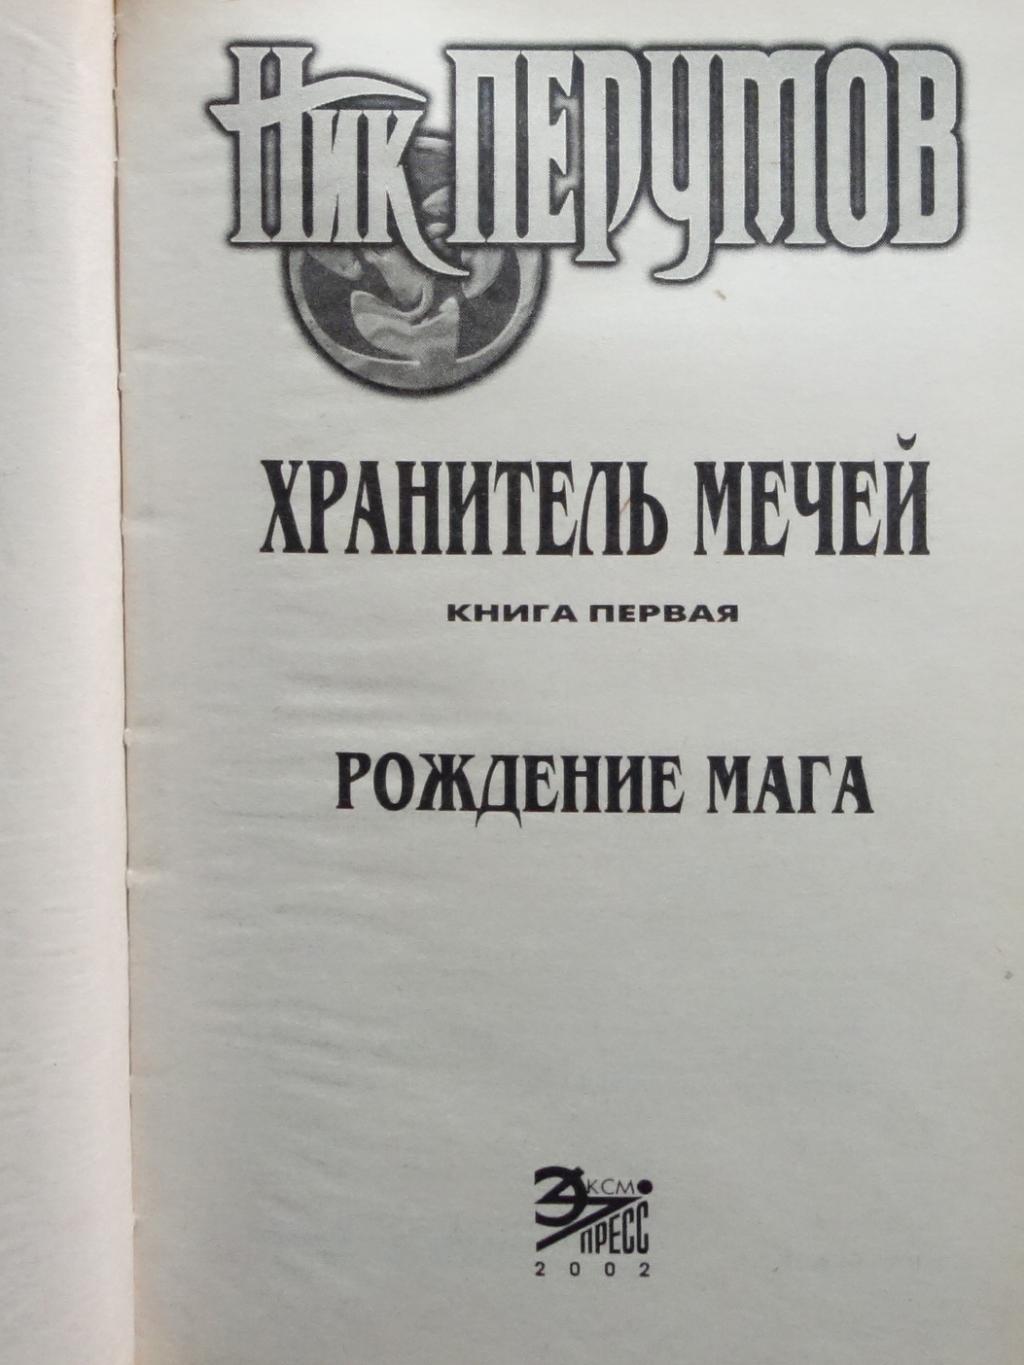 Ник ПЕРУМОВ
ХРАНИТЕЛЬ МЕЧЕЙ
КНИГА ПЕРВАЯ
РОЖДЕНИЕ МАГА
ЭКСМО
ПРЕСС
2002